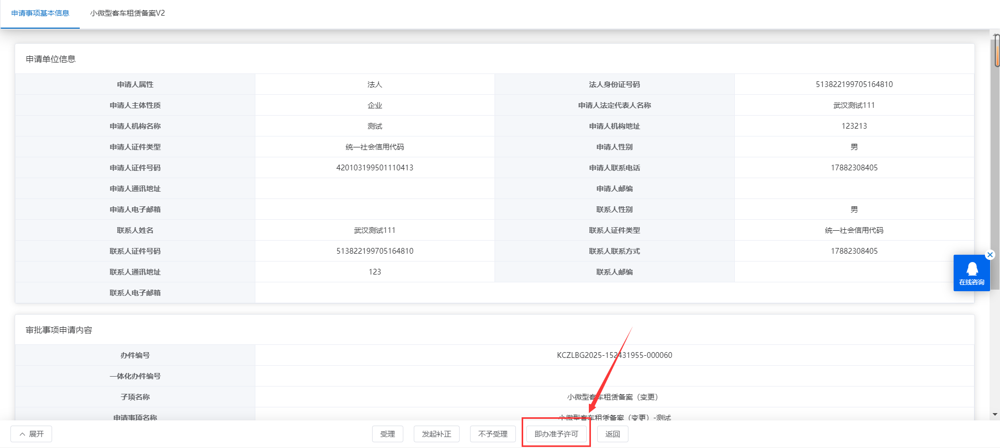 申请事项基本信息 小微型客车租赁备案V2
申请单位信息
申请人属性 法人 法人身份证号码 513822199705164810
申请人主体性质 企业 申请人法定代表人名称 武汉测试111
申请人机构名称 测试 申请人机构地址 123213
申请人证件类型 统一社会信用代码 申请人性别 男
申请人证件号码 420103199501110413 申请人联系电话 17882308405
申请人通讯地址 申请人邮编
申请人电子邮箱 联系人性别 男
联系人姓名 武汉测试111 联系人证件类型 统一社会信用代码
联系人证件号码 513822199705164810 联系人联系方式 17882308405
联系人通讯地址 123 联系人邮编
联系人电子邮箱
在线咨询
审批事项申请内容
办件编号 KCZLBG2025-152431955-000060
一体化办件编号
子项名称 小微型客车租赁备案（变更）
申请事项名称 小微型客车租赁备案（变更）-测试
展开 受理 发起补正 不予受理 即办准予许可 返回